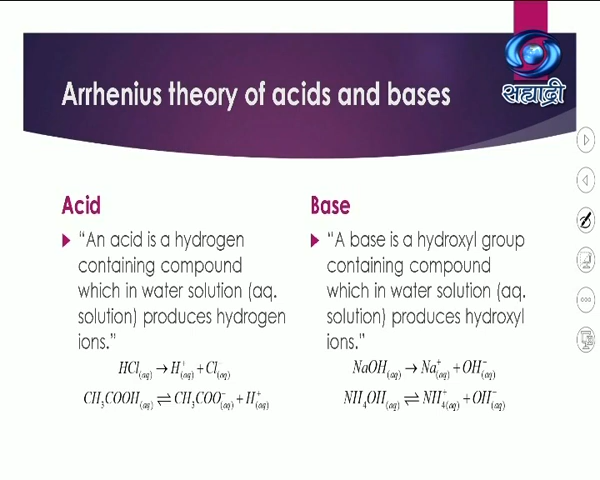 Arrhenius theory of acids and bases
सह्याद्री
Acid
“An acid is a hydrogen
containing compound
which in water solution (aq.
solution) produces hydrogen
ions.”
HCl(aq) → H⁺(aq) + Cl⁻(aq)
CH₃COOH(aq) ⇌ CH₃COO⁻(aq) + H⁺(aq)
Base
“A base is a hydroxyl group
containing compound
which in water solution (aq.
solution) produces hydroxyl
ions.”
NaOH(aq) → Na⁺(aq) + OH⁻(aq)
NH₄OH(aq) ⇌ NH₄⁺(aq) + OH⁻(aq)